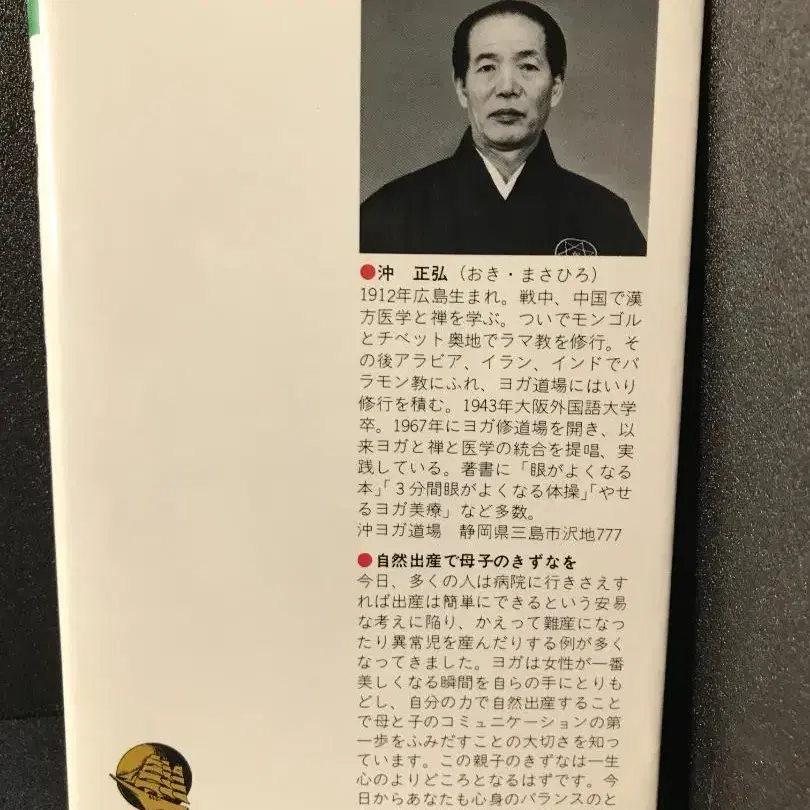 ●沖 正弘（おき・まさひろ）
1912年広島生まれ。戦中、中国で漢
方医学と禅を学ぶ。ついでモンゴル
とチベット奥地でラマ教を修行。そ
の後アラビア、イラン、インドでバ
ラモン教にふれ、ヨガ道場にはいり
修行を積む。1943年大阪外国語大学
卒。1967年にヨガ修道場を開き、以
来ヨガと禅と医学の統合を提唱、実
践している。著書に「眼がよくなる
本」「３分間眼がよくなる体操」「やせ
るヨガ美療」など多数。
沖ヨガ道場 静岡県三島市沢地777
●自然出産で母子のきずなを
今日、多くの人は病院に行きさえす
れば出産は簡単にできるという安易
な考えに陥り、かえって難産になっ
たり異常児を産んだりする例が多く
なってきました。ヨガは女性が一番
美しくなる瞬間を自らの手にとりも
どし、自分の力で自然出産すること
で母と子のコミュニケーションの第
一歩をふみだすことの大切さを知っ
ています。この親子のきずなは一生
心のよりどころとなるはずです。今
日からあなたも心身のバランスのと